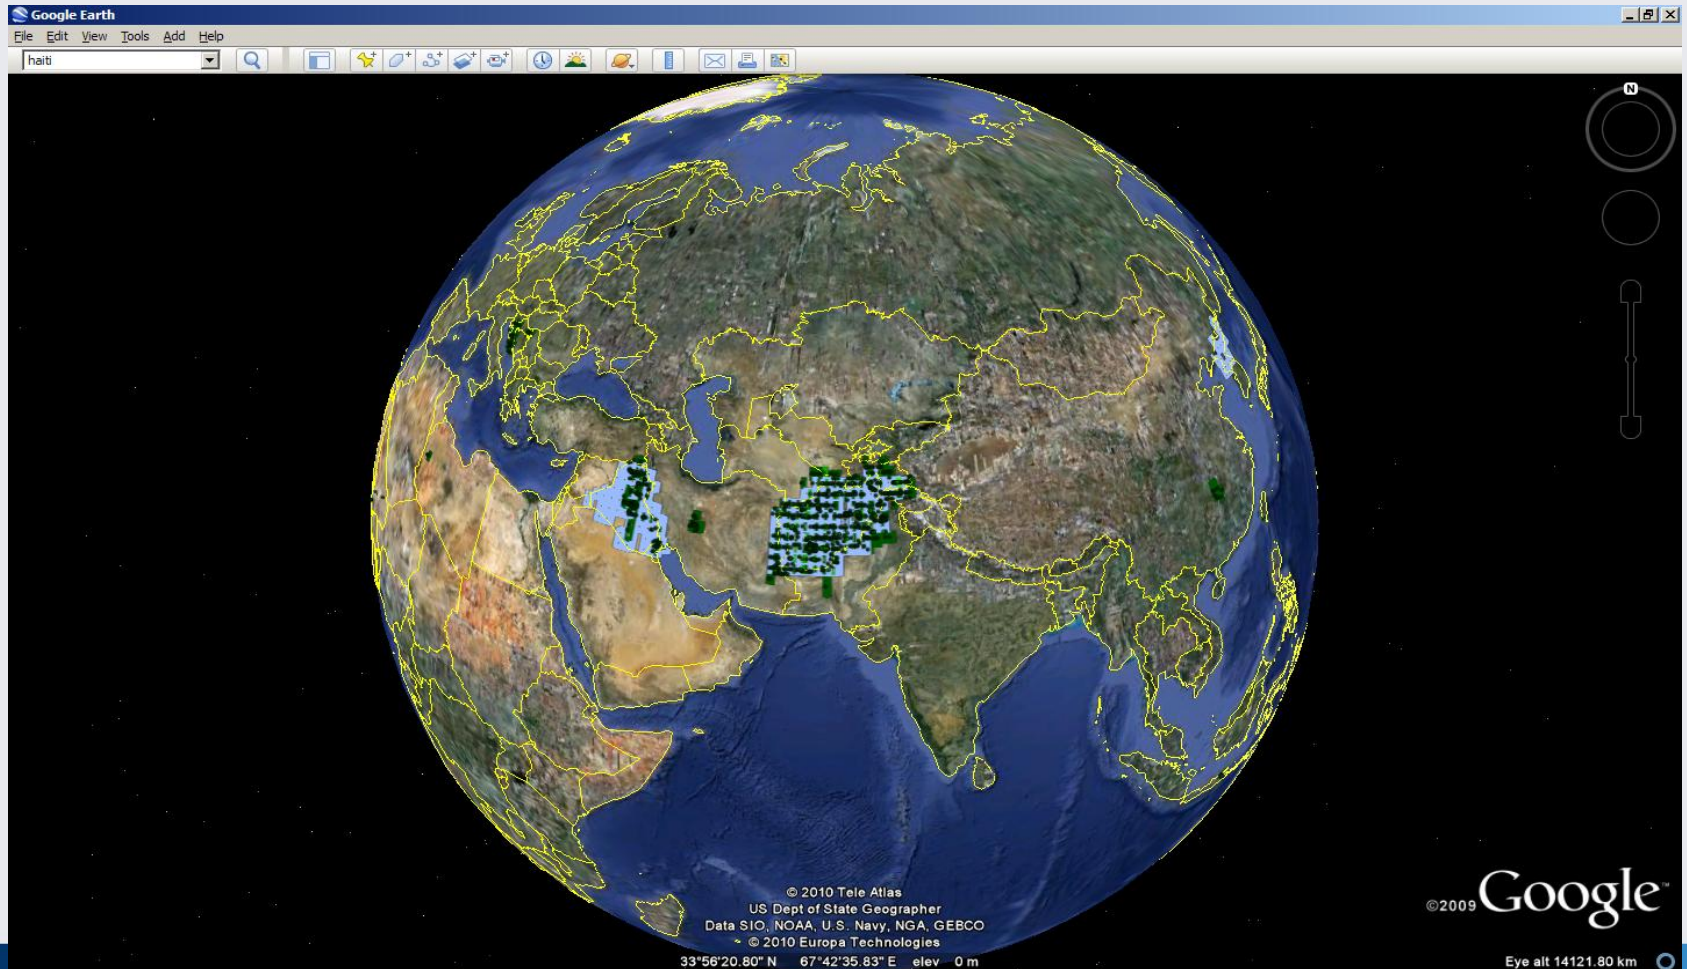 Google Earth
File Edit View Tools Add Help
haiti
N
© 2010 Tele Atlas
US Dept of State Geographer
Data SIO, NOAA, U.S. Navy, NGA, GEBCO
© 2010 Europa Technologies
©2009 Google™
33°56'20.80" N 67°42'35.83" E elev 0 m
Eye alt 14121.80 km